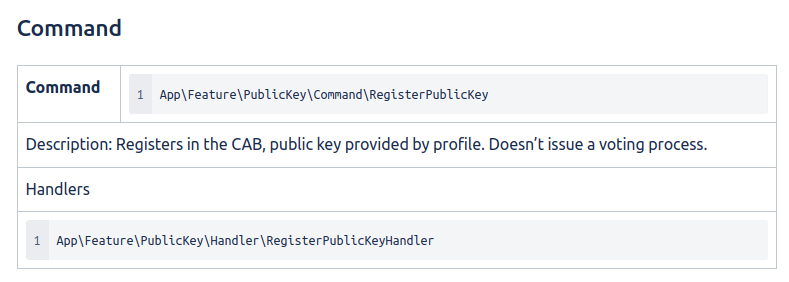 Command
Command
1 App\Feature\PublicKey\Command\RegisterPublicKey
Description: Registers in the CAB, public key provided by profile. Doesn’t issue a voting process.
Handlers
1 App\Feature\PublicKey\Handler\RegisterPublicKeyHandler